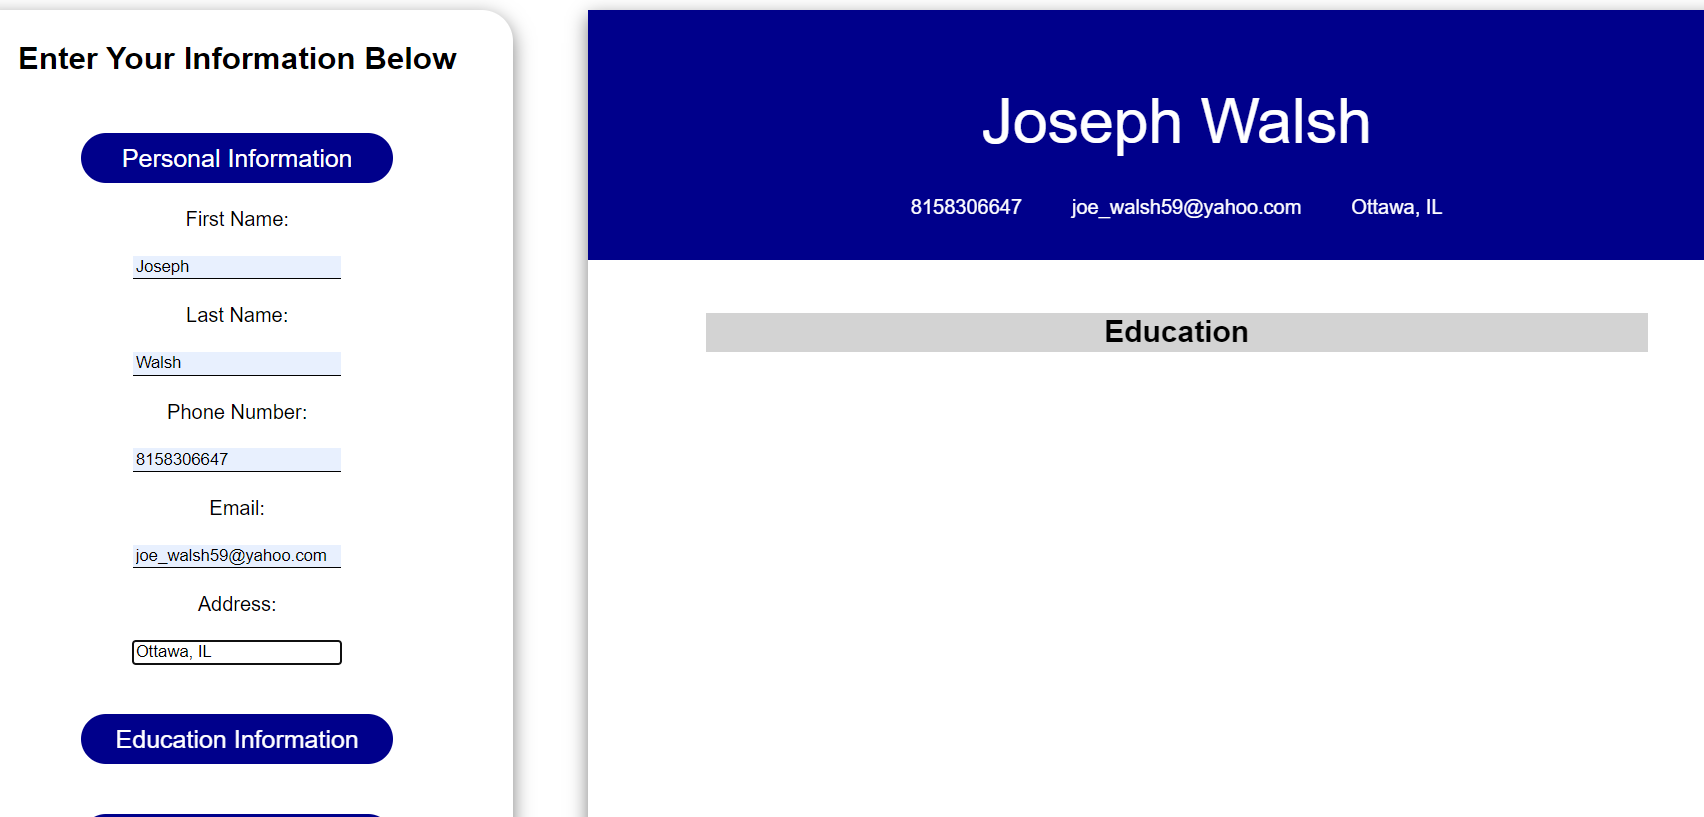 Enter Your Information Below
Personal Information
First Name:
Joseph
Last Name:
Walsh
Phone Number:
8158306647
Email:
joe_walsh59@yahoo.com
Address:
Ottawa, IL
Education Information
Joseph Walsh
8158306647 joe_walsh59@yahoo.com Ottawa, IL
Education